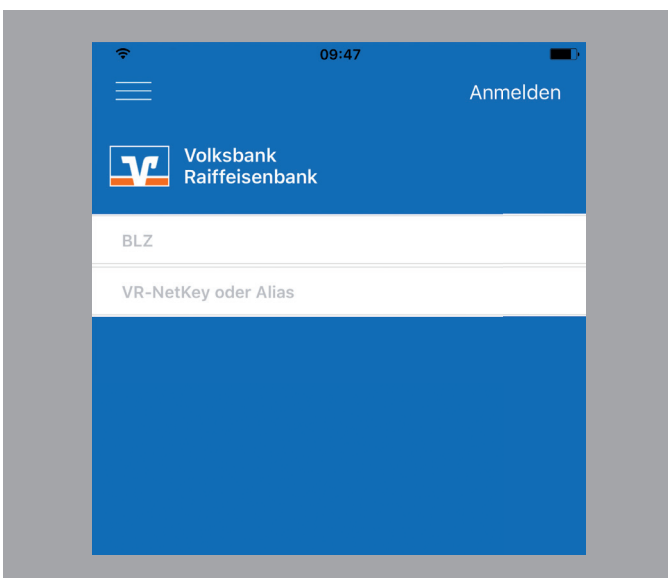 09:47
Anmelden
Volksbank
Raiffeisenbank
BLZ
VR-NetKey oder Alias